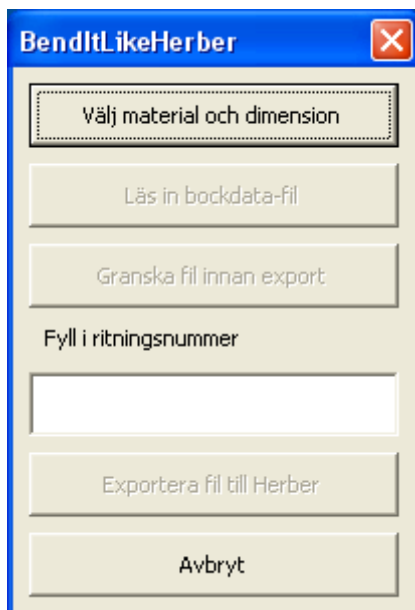 BendItLikeHerber
Välj material och dimension
Läs in bockdata-fil
Granska fil innan export
Fyll i ritningsnummer
Exportera fil till Herber
Avbryt